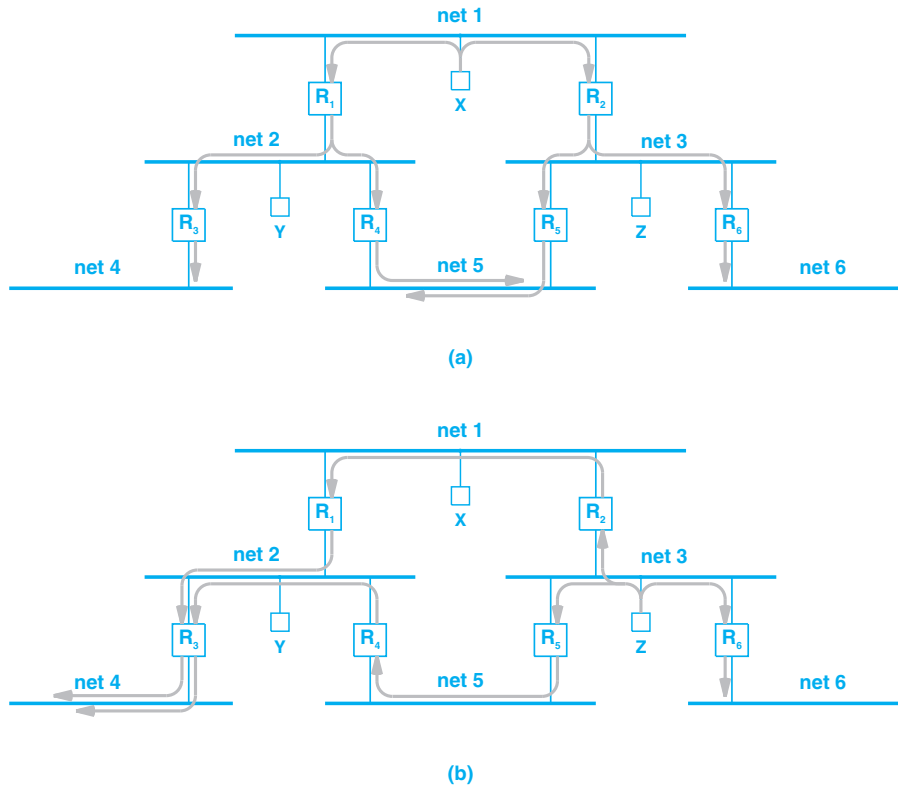 net 1
R₁ X R₂
net 2 net 3
R₃ Y R₄ R₅ Z R₆
net 4 net 5 net 6
(a)
net 1
R₁ X R₂
net 2 net 3
R₃ Y R₄ R₅ Z R₆
net 4 net 5 net 6
(b)